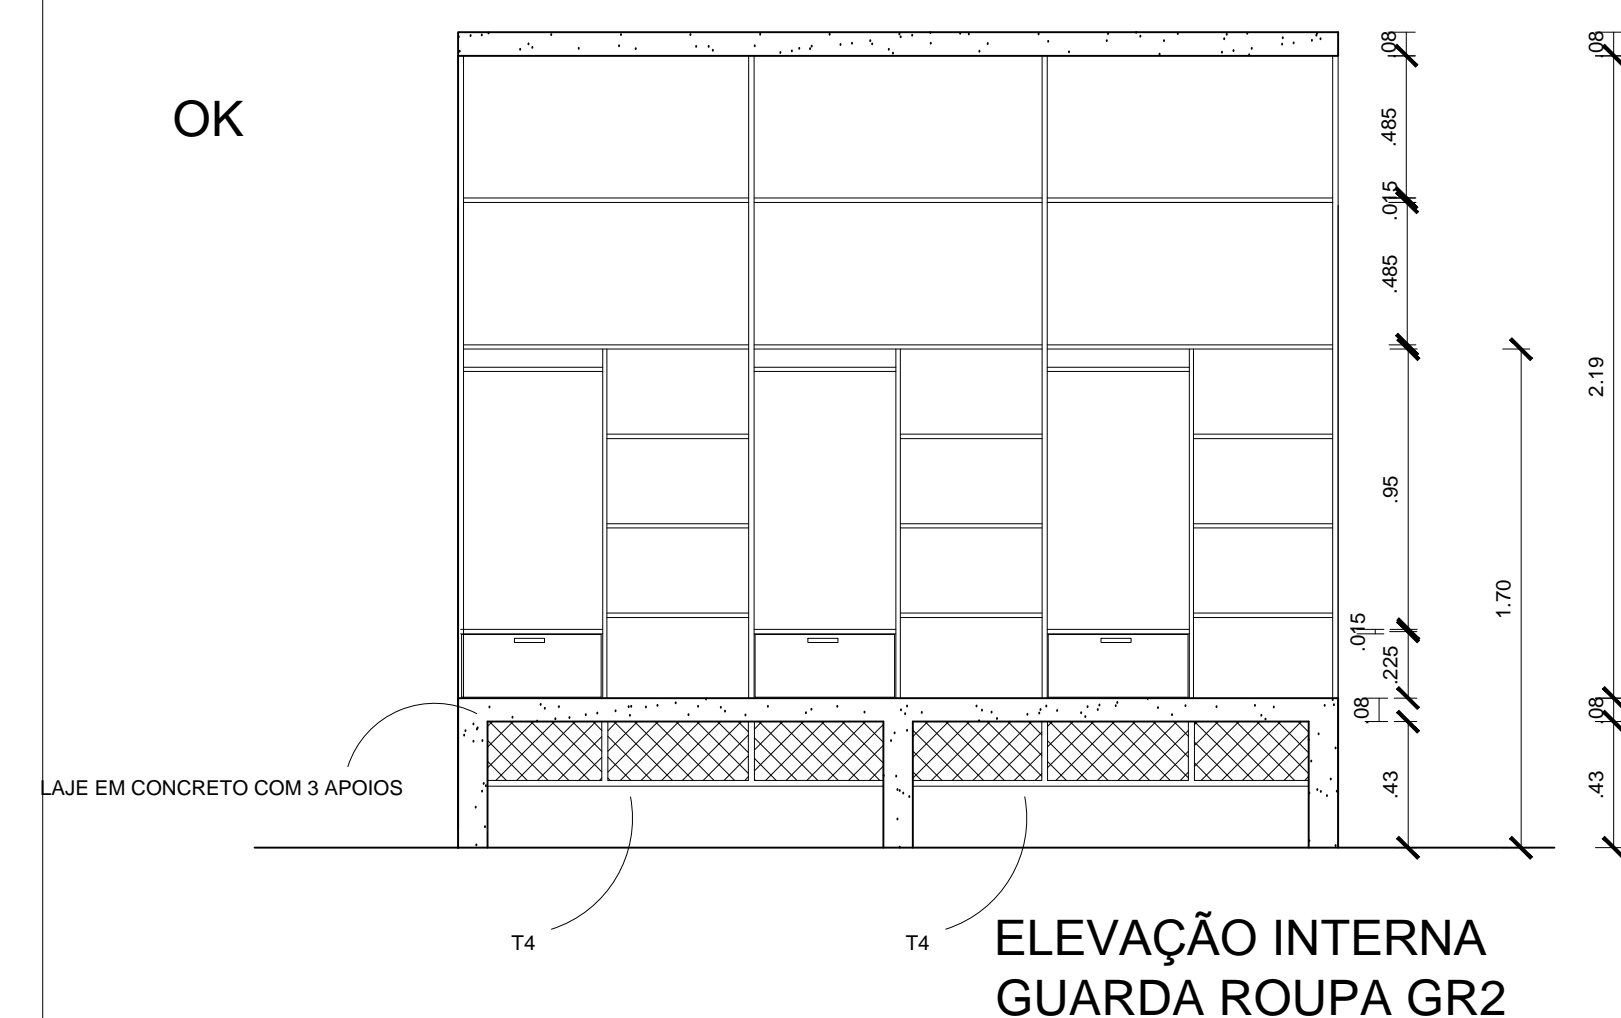 OK
.08
.08
.485
.015
.485
2.19
.95
1.70
.015
.225
.08
.08
.43
.43
LAJE EM CONCRETO COM 3 APOIOS
T4
T4
ELEVAÇÃO INTERNA
GUARDA ROUPA GR2